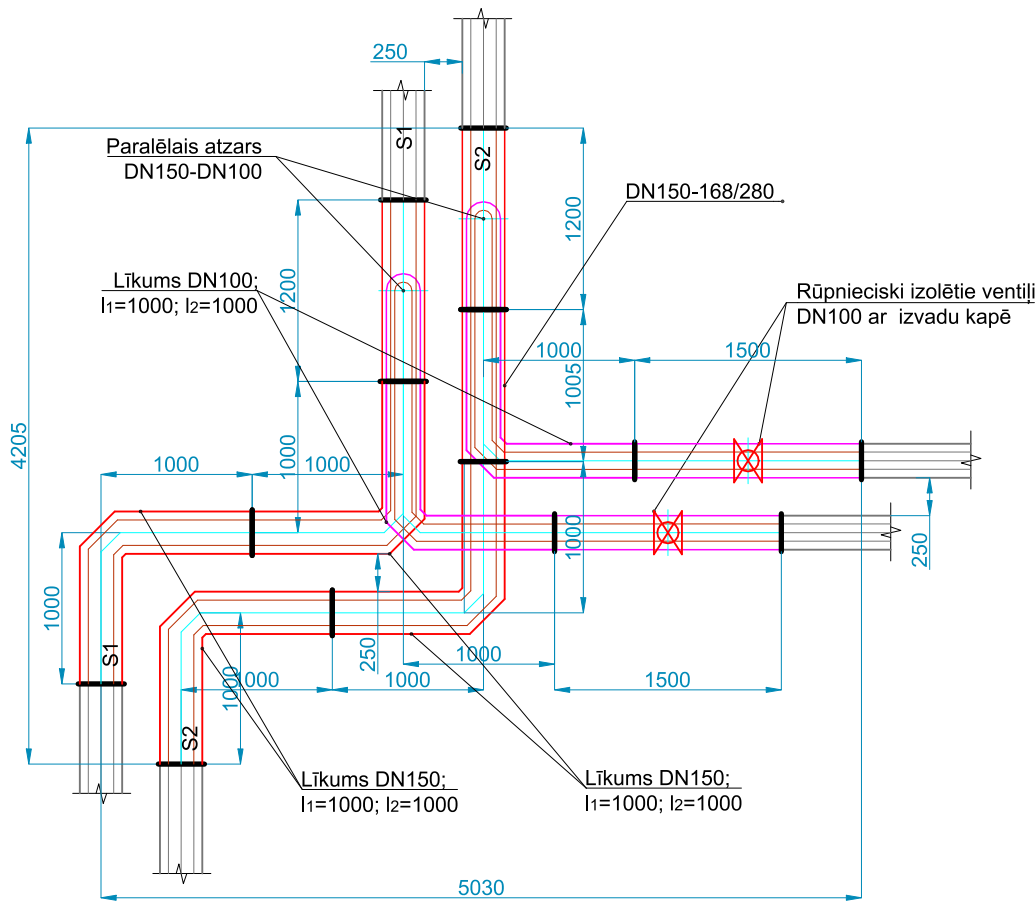 250
S1
S2
Paralēlais atzars
DN150-DN100
DN150-168/280
1200
1200
Līkums DN100;
l1=1000; l2=1000
Rūpnieciski izolētie ventiļi
DN100 ar izvadu kapē
1000
1500
1005
4205
1000
1000
1000
1000
250
1000
S1
250
1000
1000
1500
1000
1000
1000
S2
Līkums DN150;
l1=1000; l2=1000
Līkums DN150;
l1=1000; l2=1000
5030